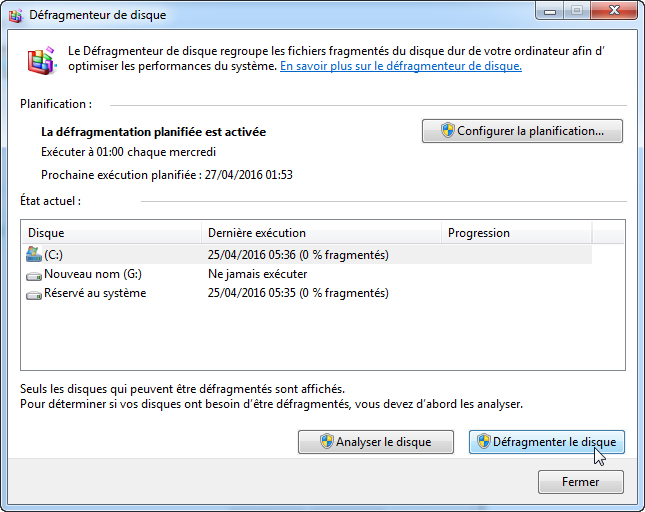 Défragmenteur de disque
Le Défragmenteur de disque regroupe les fichiers fragmentés du disque dur de votre ordinateur afin d'
optimiser les performances du système. En savoir plus sur le défragmenteur de disque.
Planification :
La défragmentation planifiée est activée
Configurer la planification...
Exécuter à 01:00 chaque mercredi
Prochaine exécution planifiée : 27/04/2016 01:53
État actuel :
Disque Dernière exécution Progression
(C:) 25/04/2016 05:36 (0 % fragmentés)
Nouveau nom (G:) Ne jamais exécuter
Réservé au système 25/04/2016 05:35 (0 % fragmentés)
Seuls les disques qui peuvent être défragmentés sont affichés.
Pour déterminer si vos disques ont besoin d'être défragmentés, vous devez d'abord les analyser.
Analyser le disque Défragmenter le disque
Fermer